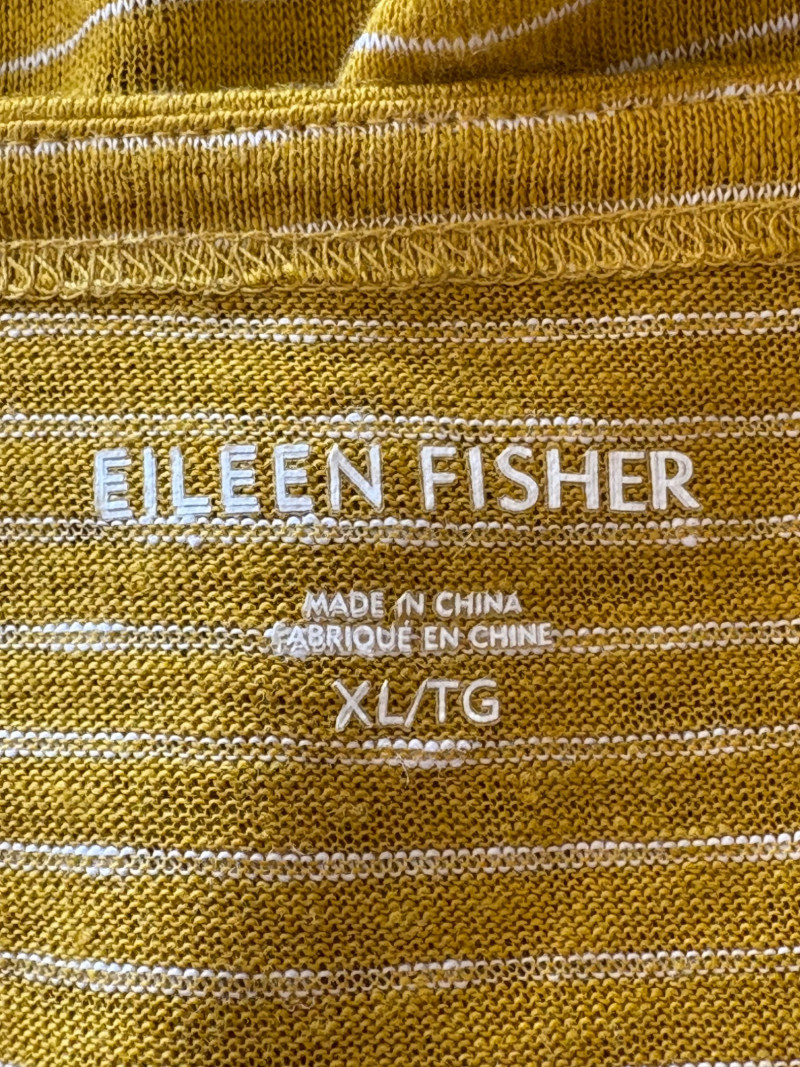 EILEEN FISHER
MADE IN CHINA
FABRIQUÉ EN CHINE
XL/TG